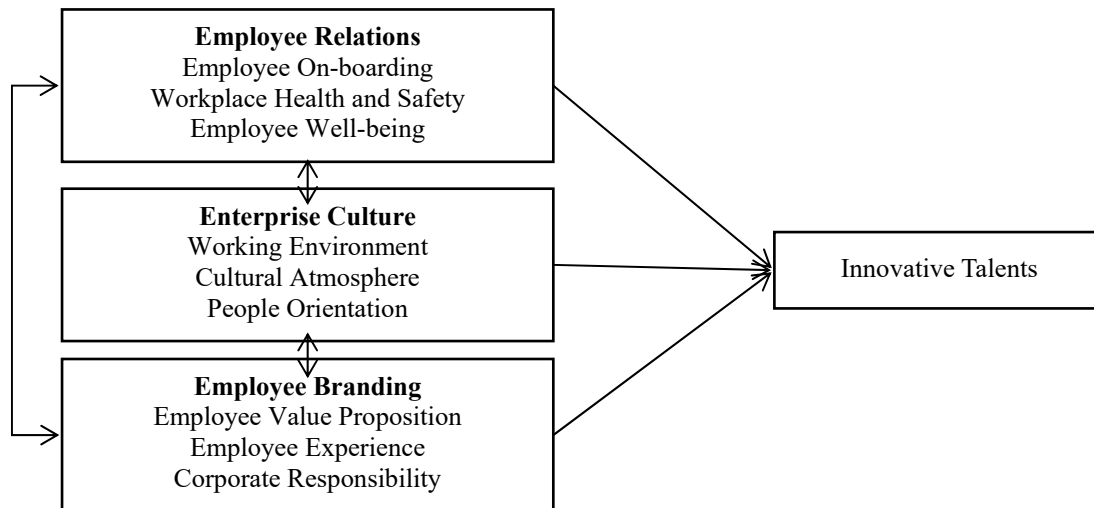 Employee Relations
Employee On-boarding
Workplace Health and Safety
Employee Well-being
Enterprise Culture
Working Environment
Cultural Atmosphere
People Orientation
Employee Branding
Employee Value Proposition
Employee Experience
Corporate Responsibility
Innovative Talents